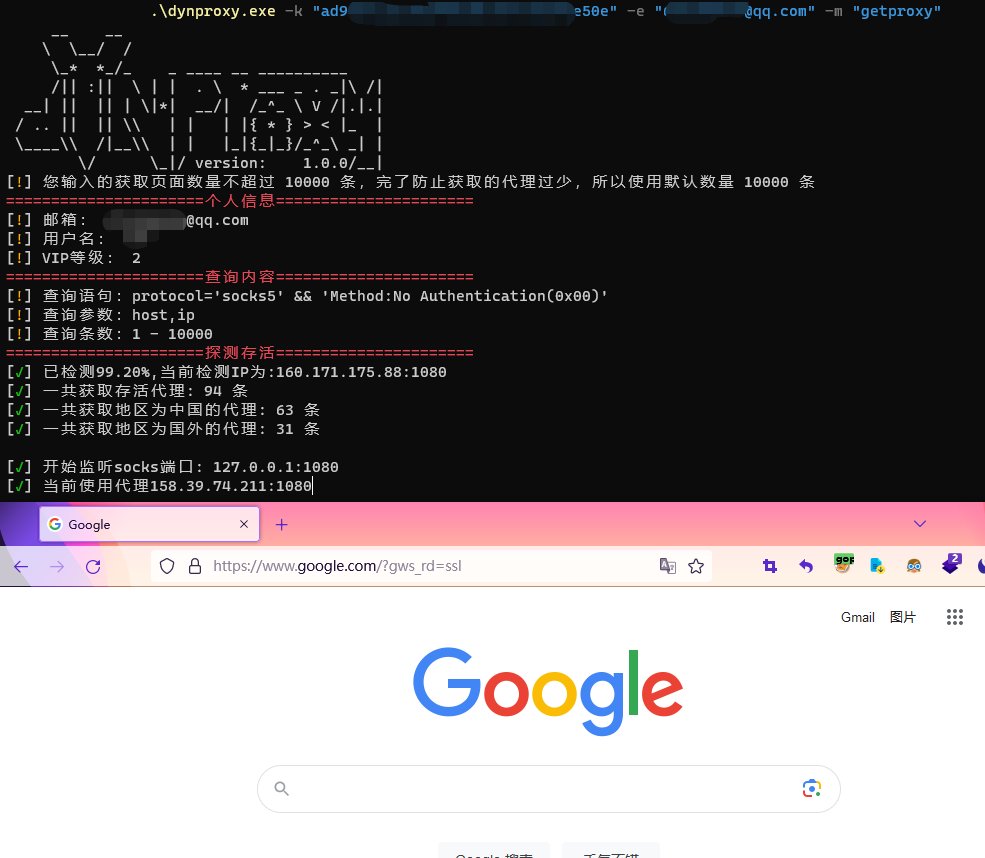 .\dynproxy.exe -k "ad9 e50e" -e " @qq.com" -m "getproxy"
version: 1.0.0
[!] 您输入的获取页面数量不超过 10000 条, 完了防止获取的代理过少, 所以使用默认数量 10000 条
======================个人信息======================
[!] 邮箱: @qq.com
[!] 用户名:
[!] VIP等级: 2
======================查询内容======================
[!] 查询语句: protocol='socks5' && 'Method:No Authentication(0x00)'
[!] 查询参数: host,ip
[!] 查询条数: 1 - 10000
======================探测存活======================
[√] 已检测99.20%,当前检测IP为:160.171.175.88:1080
[√] 一共获取存活代理: 94 条
[√] 一共获取地区为中国的代理: 63 条
[√] 一共获取地区为国外的代理: 31 条
[√] 开始监听socks端口: 127.0.0.1:1080
[√] 当前使用代理158.39.74.211:1080
Google
https://www.google.com/?gws_rd=ssl
2
Gmail 图片
Google